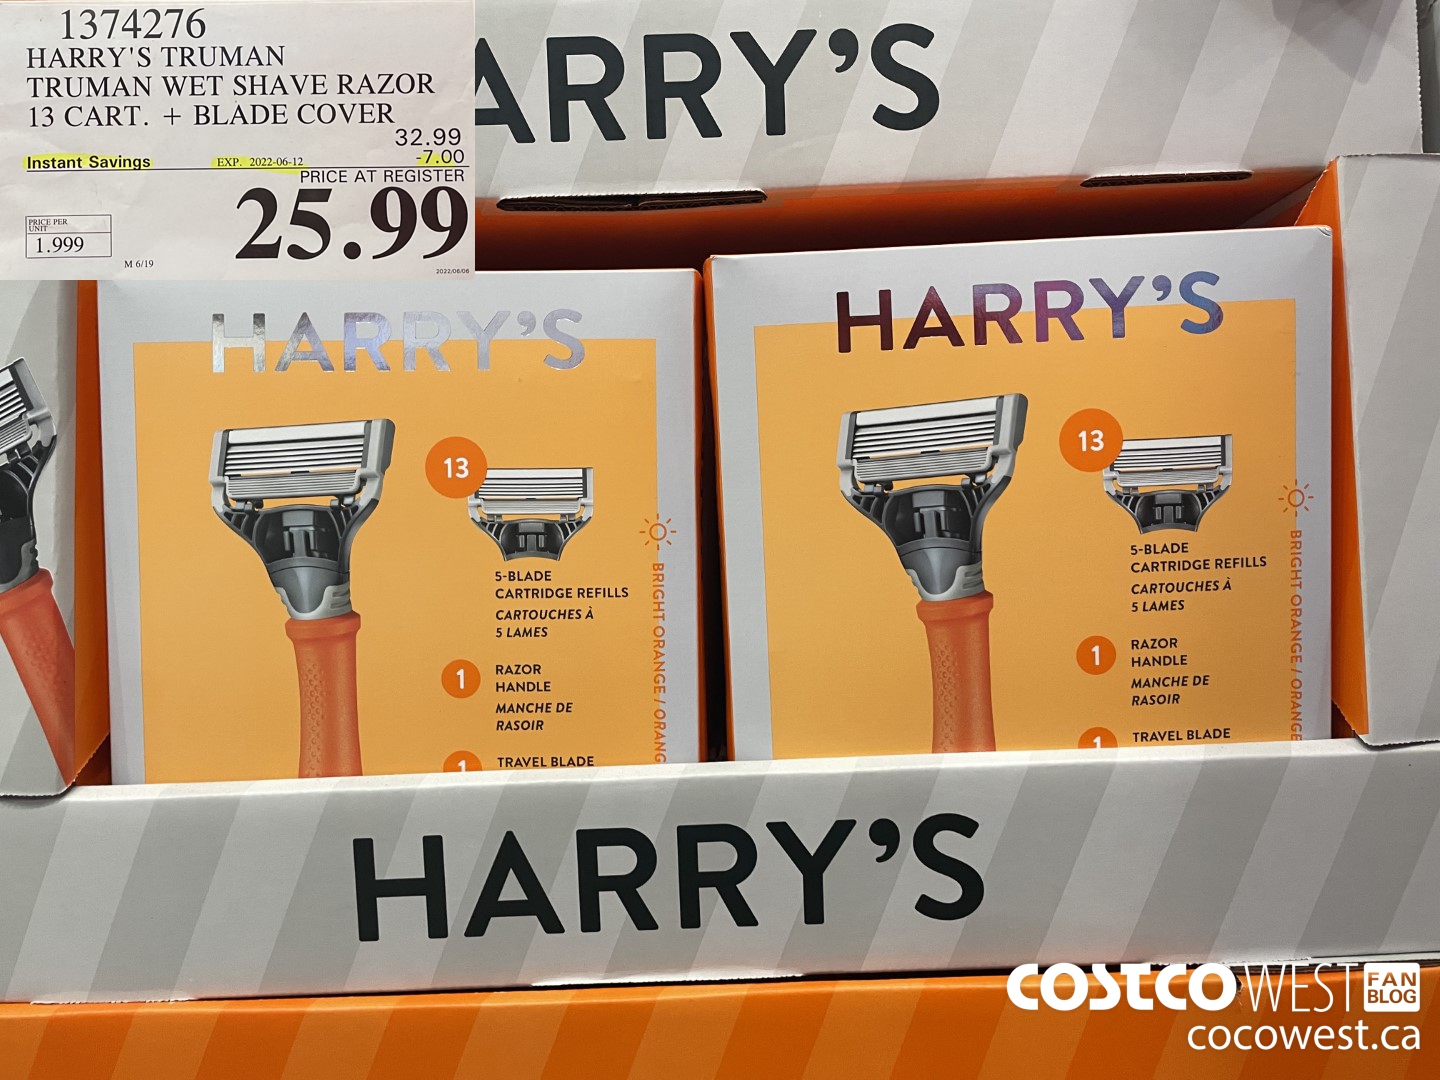 1374276
HARRY'S TRUMAN
TRUMAN WET SHAVE RAZOR
13 CART. + BLADE COVER
32.99
Instant Savings EXP. 2022-06-12 -7.00
PRICE AT REGISTER
25.99
PRICE PER
UNIT
1.999
M 6/19
2022/06/06
ARRY'S
HARRY'S
13
5-BLADE
CARTRIDGE REFILLS
CARTOUCHES À
5 LAMES
1 RAZOR
HANDLE
MANCHE DE
RASOIR
1 TRAVEL BLADE
BRIGHT ORANGE / ORANG
HARRY'S
13
5-BLADE
CARTRIDGE REFILLS
CARTOUCHES À
5 LAMES
1 RAZOR
HANDLE
MANCHE DE
RASOIR
1 TRAVEL BLADE
BRIGHT ORANGE / ORANGE
HARRY'S
COSTCO WEST FAN
BLOG
cocowest.ca